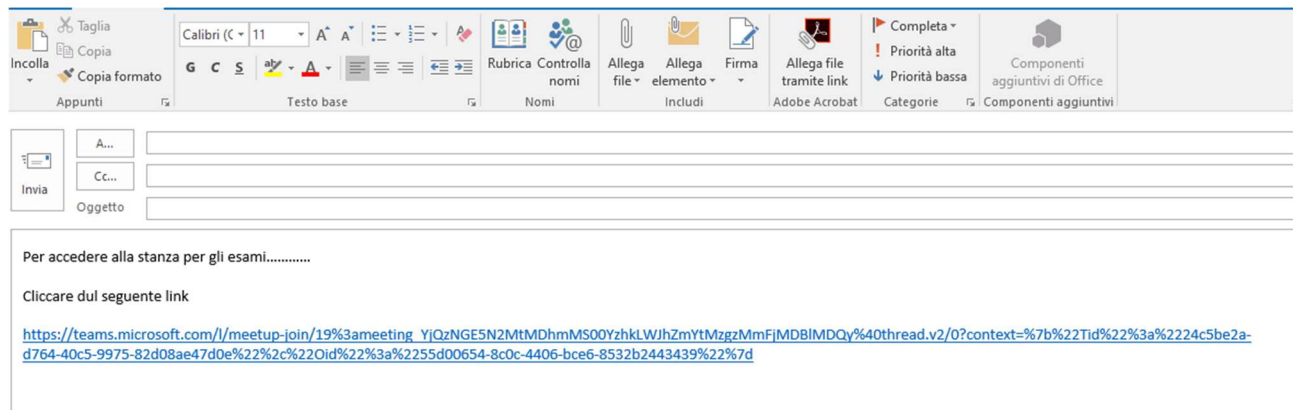 Taglia
Copia
Incolla
Copia formato
Appunti
Calibri (C 11 A A
G C S ab A
Testo base
Rubrica Controlla nomi
Nomi
Allega file
Allega elemento
Firma
Includi
Allega file tramite link
Adobe Acrobat
Completa
Priorità alta
Priorità bassa
Categorie
Componenti aggiuntivi di Office
Componenti aggiuntivi
Invia
A...
Cc...
Oggetto
Per accedere alla stanza per gli esami............
Cliccare dul seguente link
https://teams.microsoft.com/l/meetup-join/19%3ameeting_YjQzNGE5N2MtMDhmMS00YzhkLWJhZmYtMzgzMmFjMDBlMDQy%40thread.v2/0?context=%7b%22Tid%22%3a%2224c5be2a-
d764-40c5-9975-82d08ae47d0e%22%2c%22Oid%22%3a%2255d00654-8c0c-4406-bce6-8532b2443439%22%7d